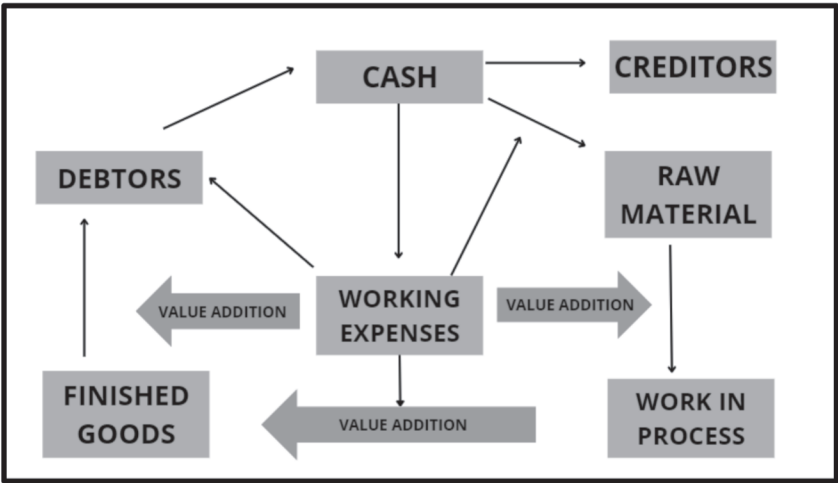 CASH
CREDITORS
DEBTORS
RAW
MATERIAL
VALUE ADDITION
WORKING
EXPENSES
VALUE ADDITION
FINISHED
GOODS
VALUE ADDITION
WORK IN
PROCESS